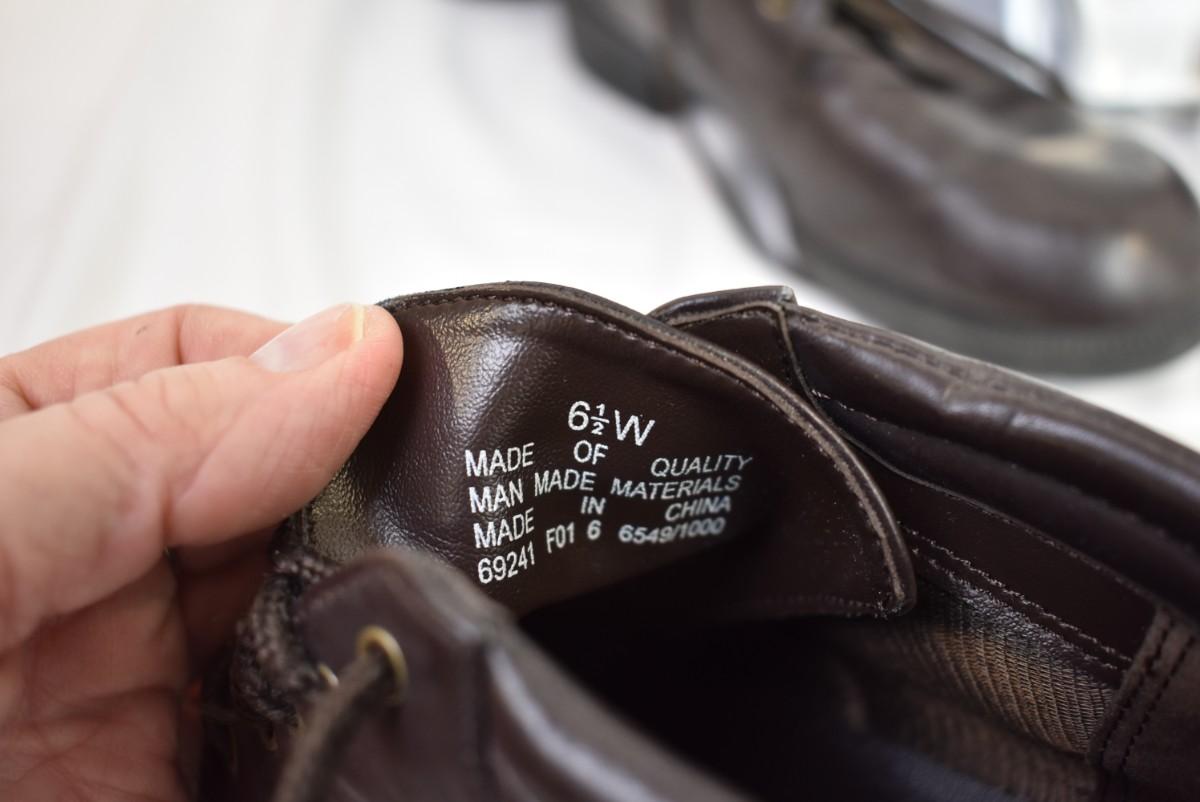 6½W
MADE OF QUALITY
MAN MADE MATERIALS
MADE IN CHINA
69241 F01 6 6549/1000